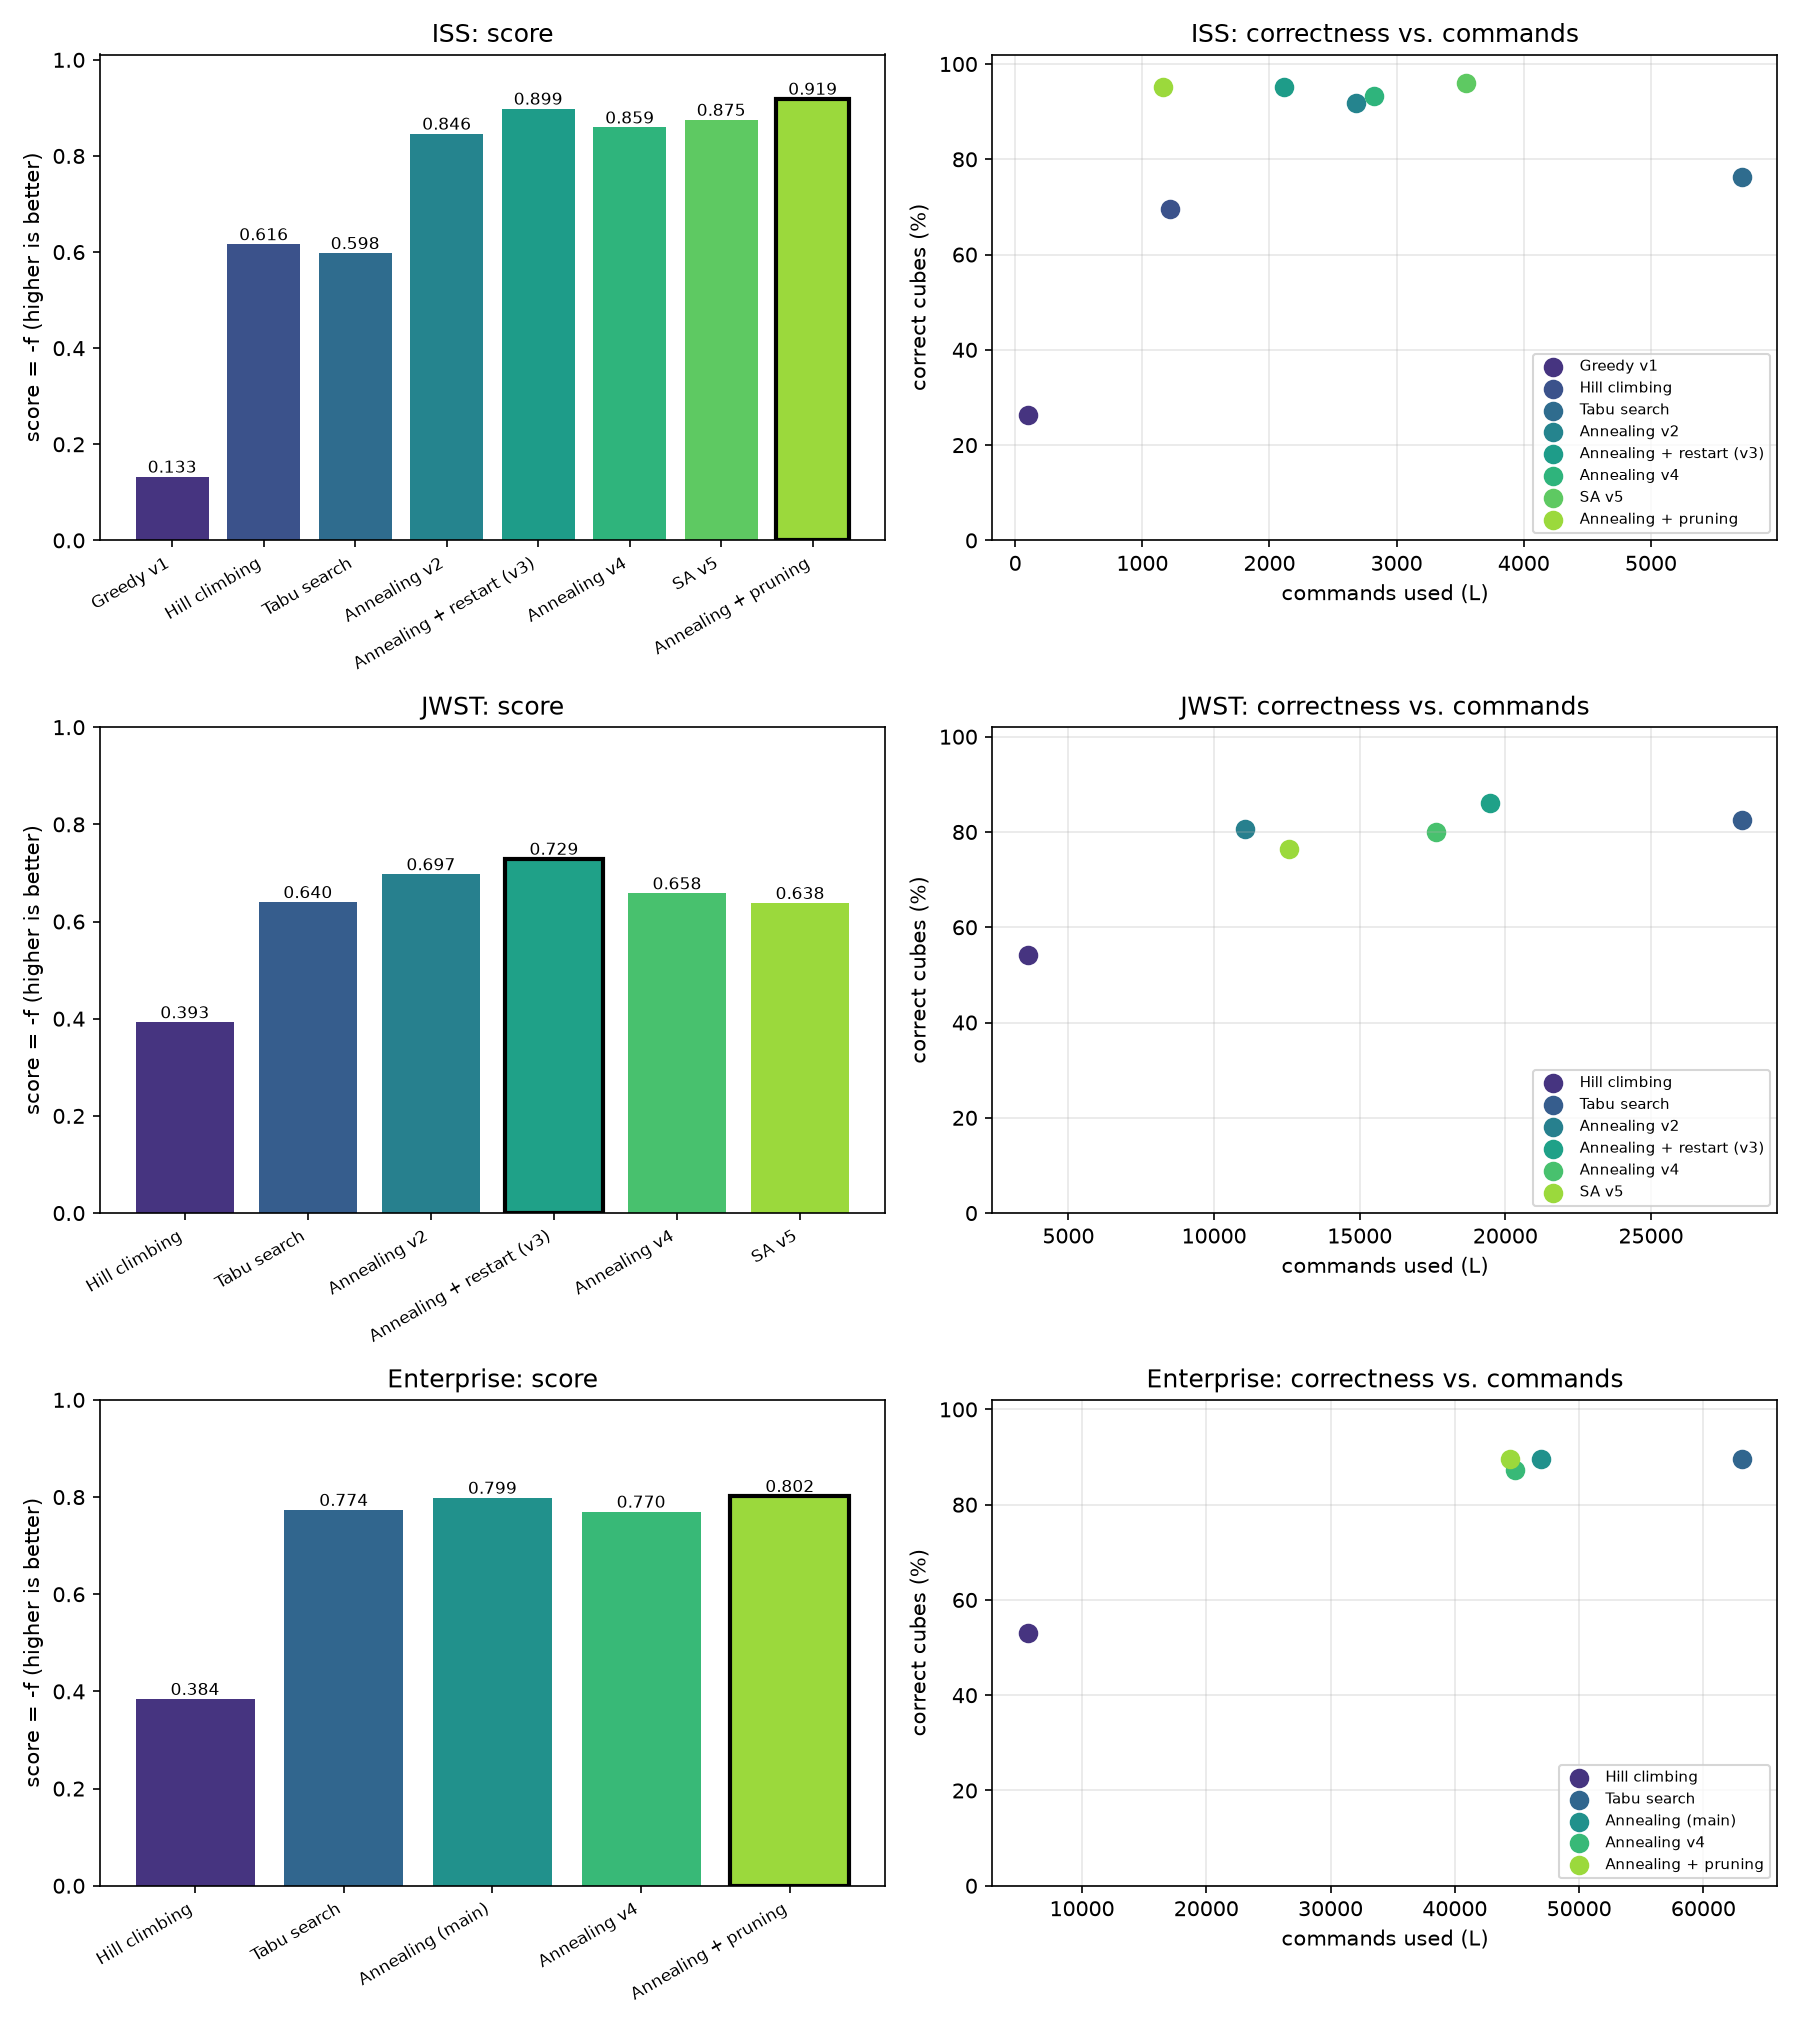 ISS: score
score = -f (higher is better)
1.0
0.8
0.6
0.4
0.2
0.0
0.133
0.616
0.598
0.846
0.899
0.859
0.875
0.919
Greedy v1
Hill climbing
Tabu search
Annealing v2
Annealing + restart (v3)
Annealing v4
SA v5
Annealing + pruning
ISS: correctness vs. commands
correct cubes (%)
100
80
60
40
20
0
0
1000
2000
3000
4000
5000
commands used (L)
Greedy v1
Hill climbing
Tabu search
Annealing v2
Annealing + restart (v3)
Annealing v4
SA v5
Annealing + pruning
JWST: score
score = -f (higher is better)
1.0
0.8
0.6
0.4
0.2
0.0
0.393
0.640
0.697
0.729
0.658
0.638
Hill climbing
Tabu search
Annealing v2
Annealing + restart (v3)
Annealing v4
SA v5
JWST: correctness vs. commands
correct cubes (%)
100
80
60
40
20
0
5000
10000
15000
20000
25000
commands used (L)
Hill climbing
Tabu search
Annealing v2
Annealing + restart (v3)
Annealing v4
SA v5
Enterprise: score
score = -f (higher is better)
1.0
0.8
0.6
0.4
0.2
0.0
0.384
0.774
0.799
0.770
0.802
Hill climbing
Tabu search
Annealing (main)
Annealing v4
Annealing + pruning
Enterprise: correctness vs. commands
correct cubes (%)
100
80
60
40
20
0
10000
20000
30000
40000
50000
60000
commands used (L)
Hill climbing
Tabu search
Annealing (main)
Annealing v4
Annealing + pruning